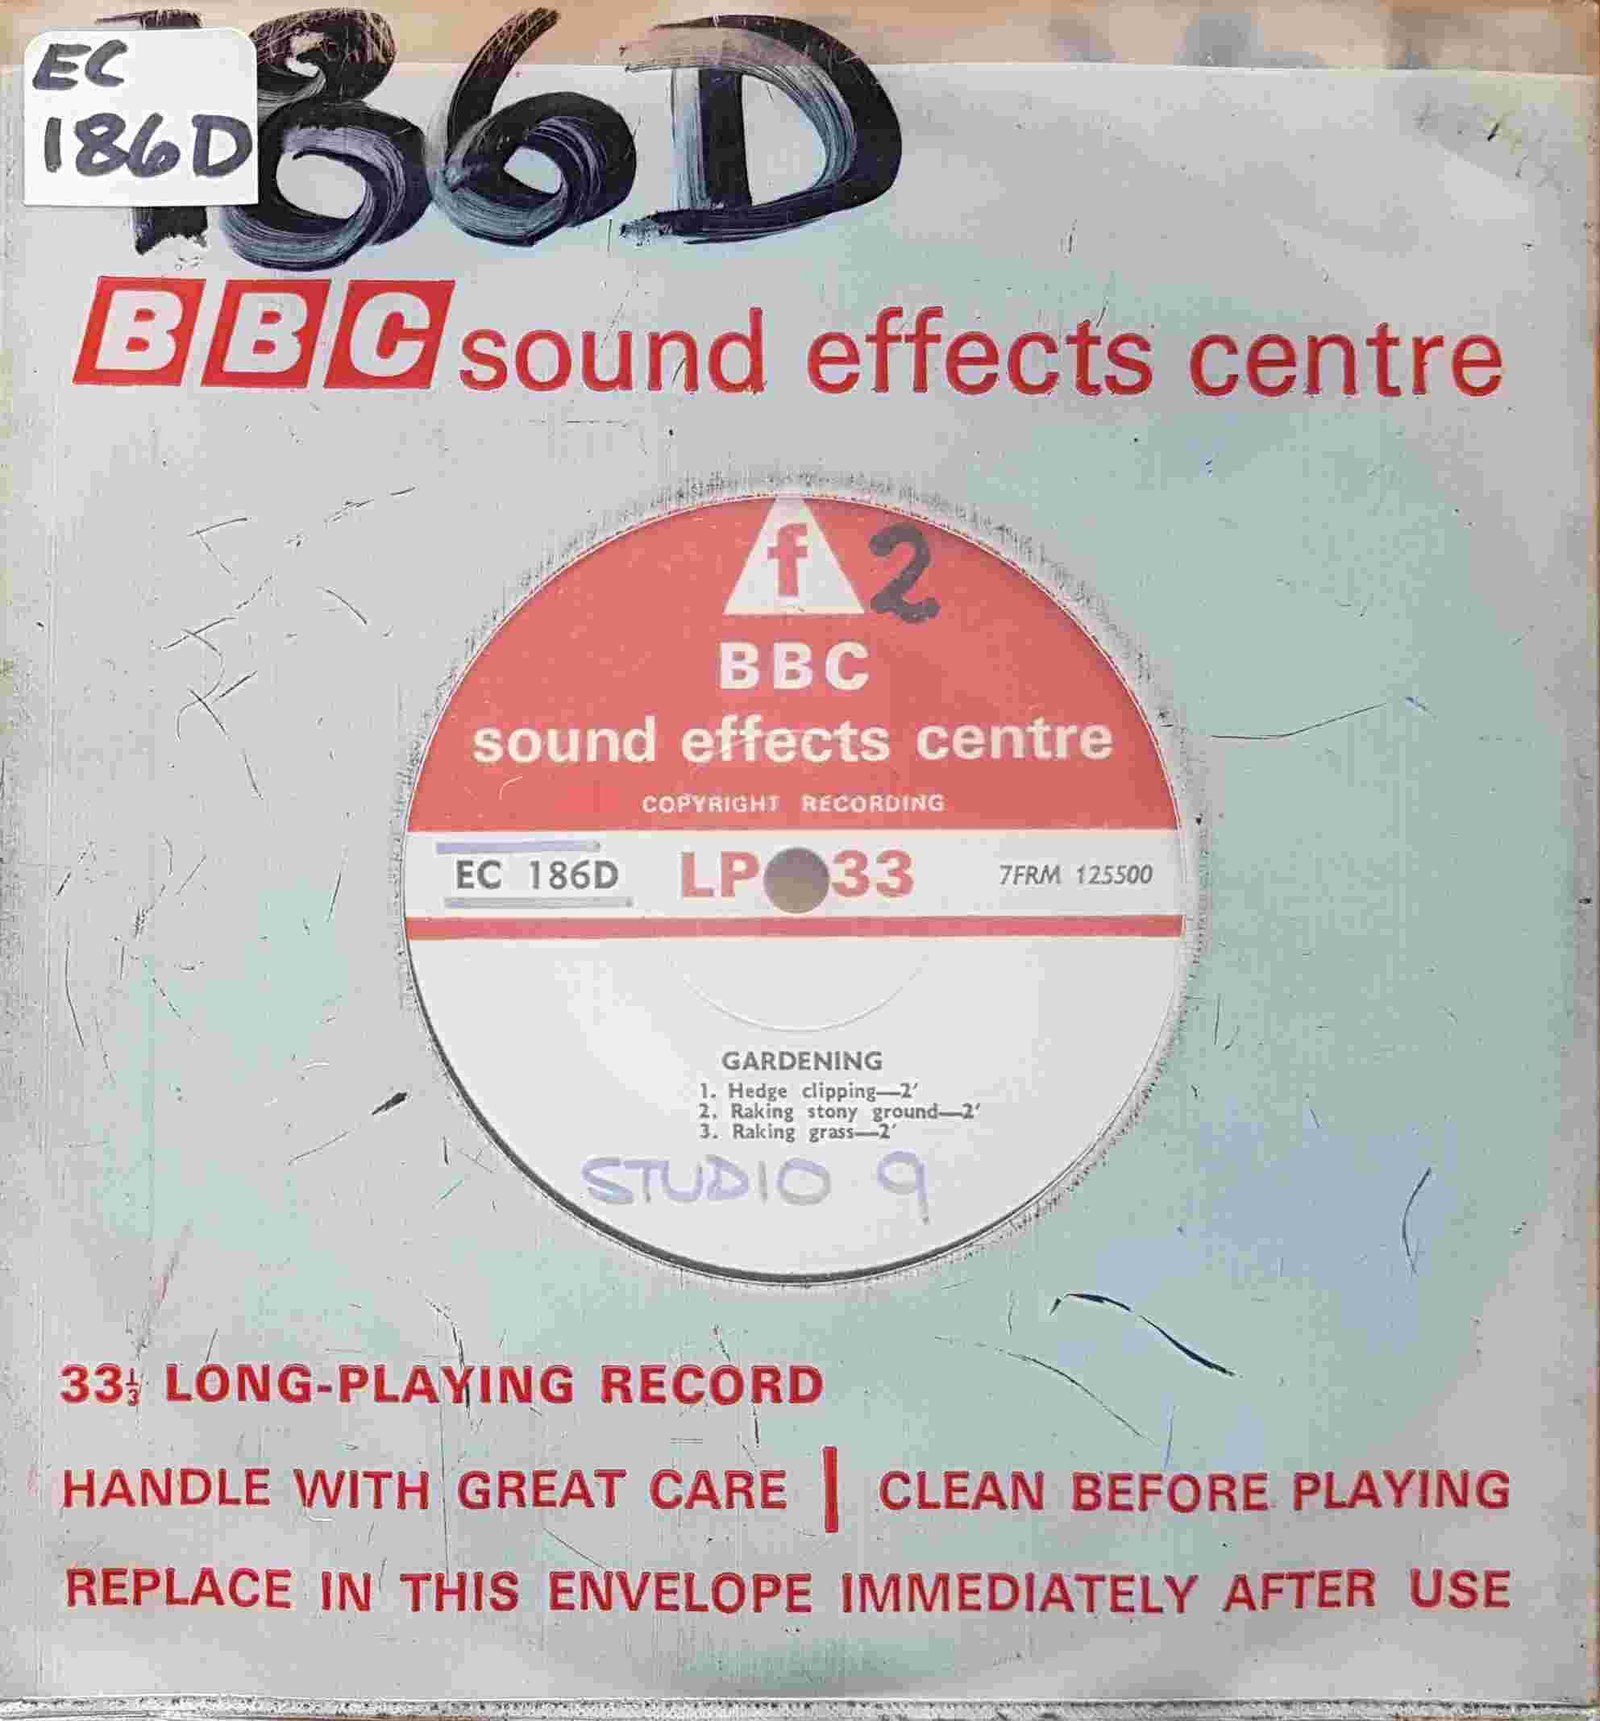 186D
EC
186D
BBC sound effects centre
f 2
BBC
sound effects centre
COPYRIGHT RECORDING
EC 186D LP 33 7FRM 125500
GARDENING
1. Hedge clipping—2′
2. Raking stony ground—2′
3. Raking grass—2′
STUDIO 9
33⅓ LONG-PLAYING RECORD
HANDLE WITH GREAT CARE | CLEAN BEFORE PLAYING
REPLACE IN THIS ENVELOPE IMMEDIATELY AFTER USE